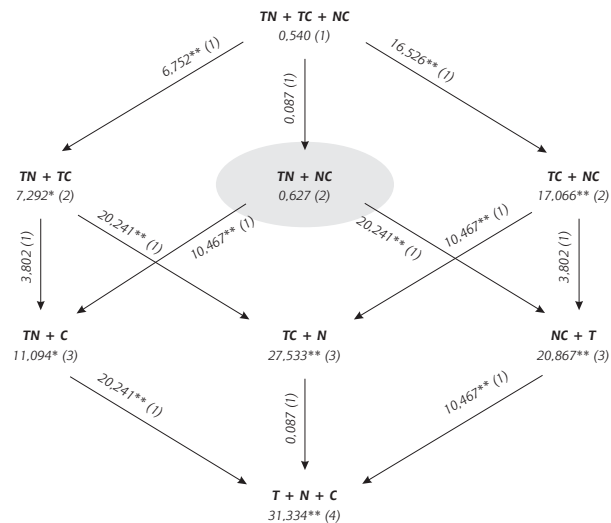 TN + TC + NC
0,540 (1)
6,752** (1)
0,087 (1)
16,526** (1)
TN + TC
7,292* (2)
TN + NC
0,627 (2)
TC + NC
17,066** (2)
3,802 (1)
20,241** (1)
10,467** (1)
20,241** (1)
10,467** (1)
3,802 (1)
TN + C
11,094* (3)
TC + N
27,533** (3)
NC + T
20,867** (3)
20,241** (1)
0,087 (1)
10,467** (1)
T + N + C
31,334** (4)